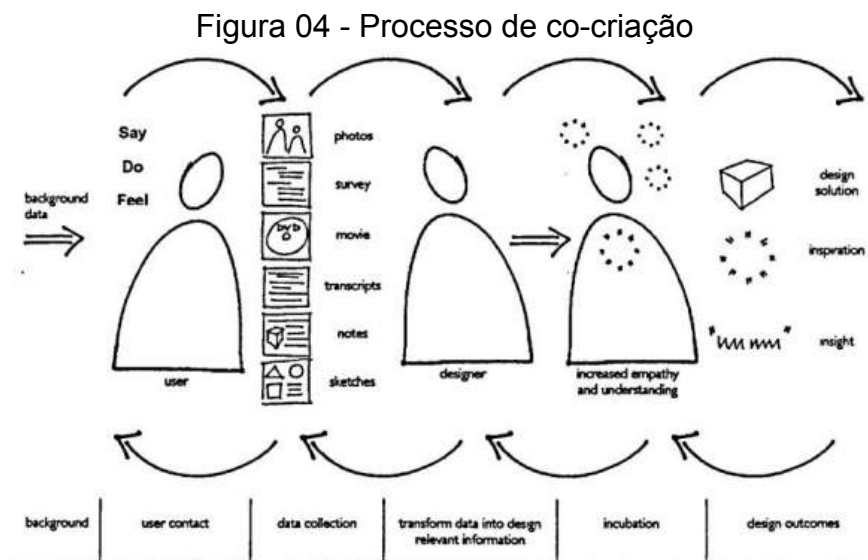 Figura 04 - Processo de co-criação
Say
Do
Feel
background
data
user
photos
survey
movie
transcripts
notes
sketches
designer
increased empathy
and understanding
design
solution
inspiration
insight
background
user contact
data collection
transform data into design
relevant information
incubation
design outcomes